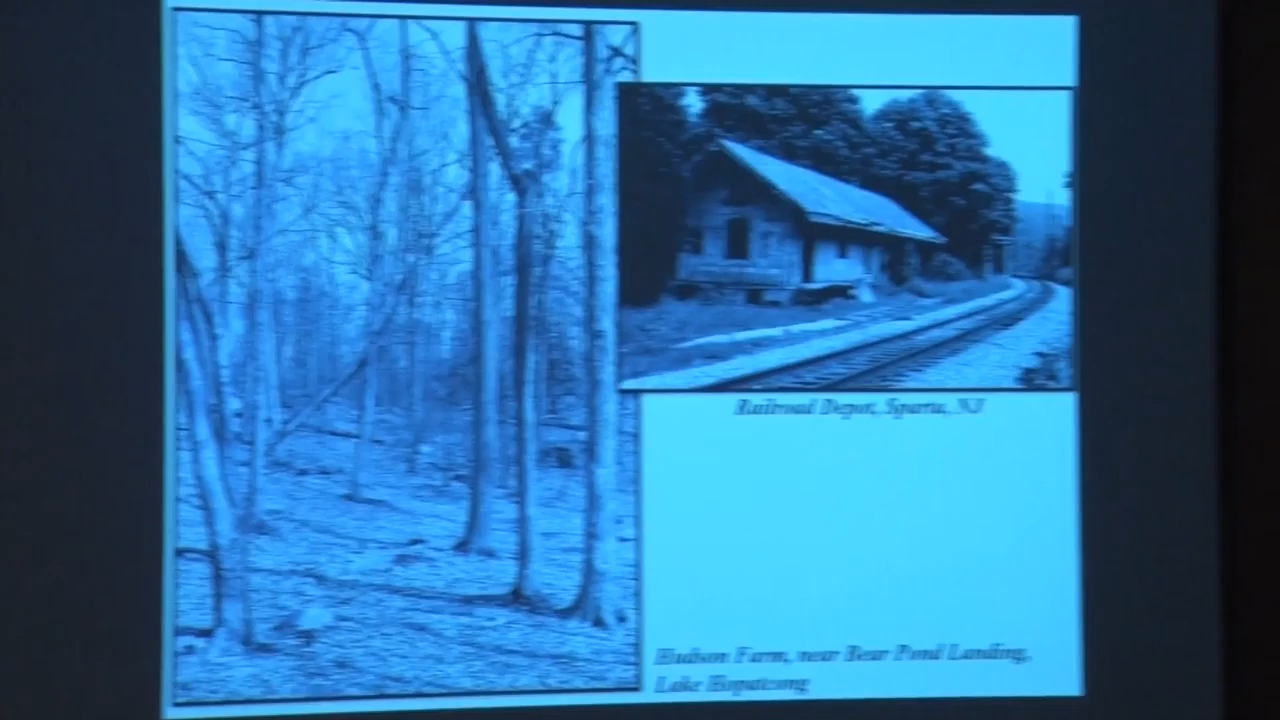 Railroad Depot, Sparta, NJ
Hudson Farm, near Bear Pond Landing,
Lake Hopatcong